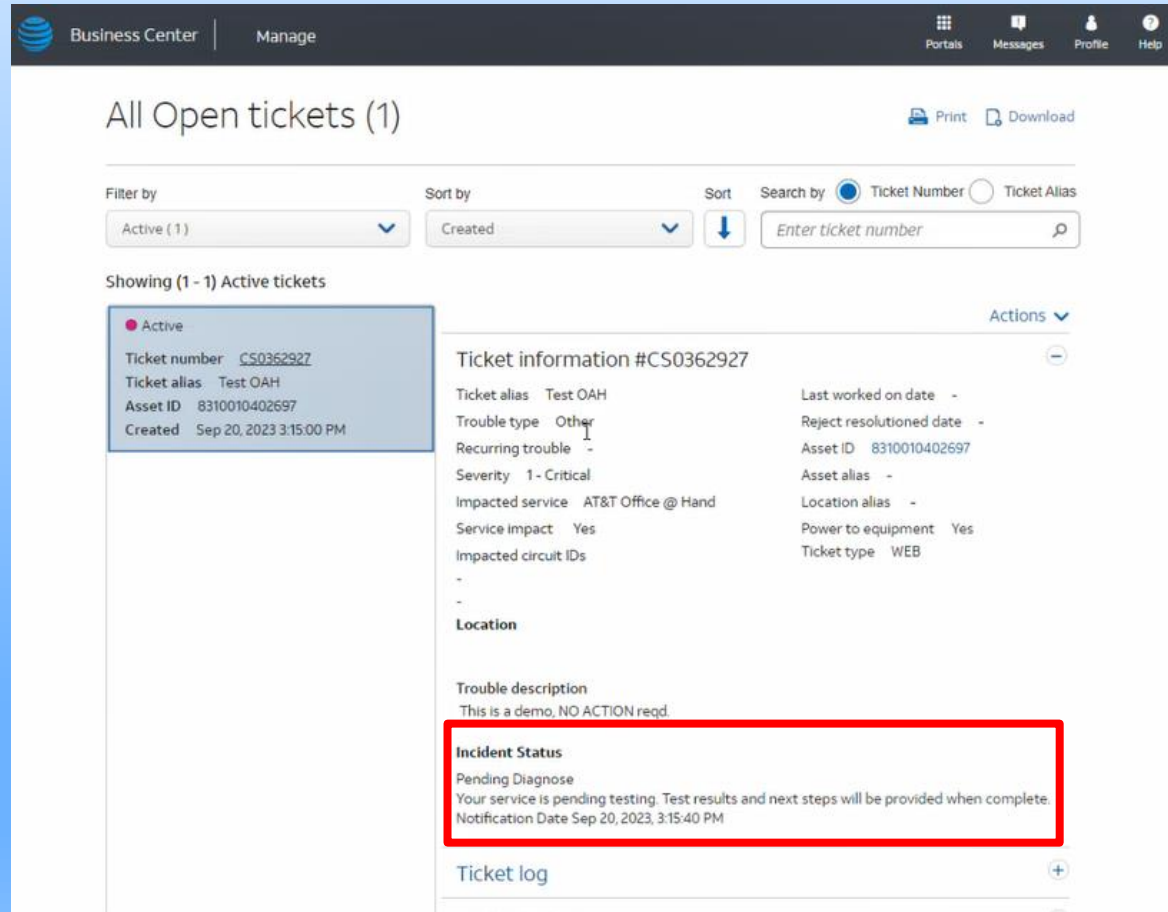 Business Center
Manage
Portals
Messages
Profile
Help
All Open tickets (1)
Print
Download
Filter by
Sort by
Sort
Search by
Ticket Number
Ticket Alias
Active (1)
Created
Enter ticket number
Showing (1 - 1) Active tickets
Active
Ticket number CS0362927
Ticket alias Test OAH
Asset ID 8310010402697
Created Sep 20, 2023 3:15:00 PM
Actions
Ticket information #CS0362927
Ticket alias Test OAH
Trouble type Other
Recurring trouble -
Severity 1 - Critical
Impacted service AT&T Office @ Hand
Service impact Yes
Impacted circuit IDs
-
-
Last worked on date -
Reject resolutioned date -
Asset ID 8310010402697
Asset alias -
Location alias -
Power to equipment Yes
Ticket type WEB
Location
Trouble description
This is a demo, NO ACTION reqd.
Incident Status
Pending Diagnose
Your service is pending testing. Test results and next steps will be provided when complete.
Notification Date Sep 20, 2023, 3:15:40 PM
Ticket log